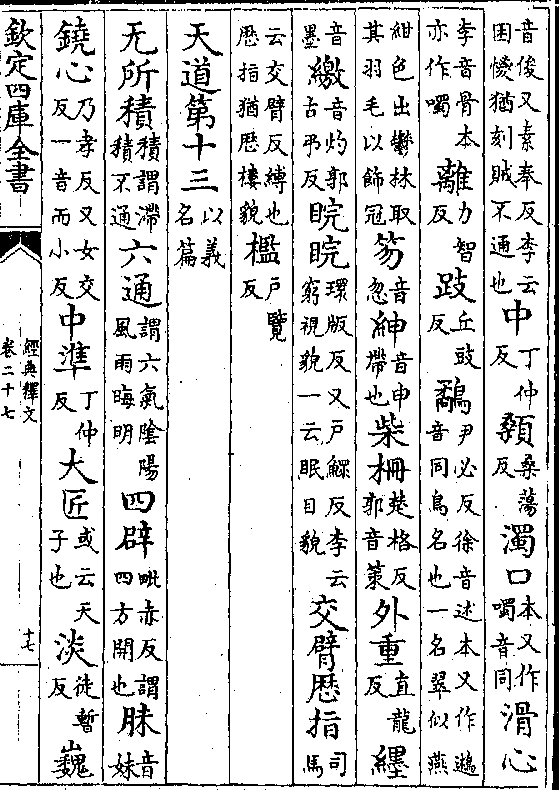 音俊又素奉反李云困㥬猶刻賊不通也中丁仲反顙桑蕩反濁口本又作噣音同滑心
李音骨本亦作噣離力智反跂丘豉反鷸尹必反徐音述本又作鶐音同鳥名也一名翠似燕
紺色出鬱林取其羽毛以飾冠笏音忽紳音申帶也柴柵楚格反郭音策外重直龍反纆
音墨繳音灼郭古弔反睆睆環版反又戶鰥反李云窮視貌一云眠目貌交臂歴指司馬
云交臂反縛也歴指猶歴樓貌檻戶覽反
天道第十三以義名篇
无所積積謂滯積不通六通謂六氣隂陽風雨晦明四辟毗赤反謂四方開也昧音妹
鐃心乃孝反又女交反一音而小反中準丁仲反大匠或云天子也淡徒暫反巍
欽定四庫全書
經典釋文
卷二十七
十七